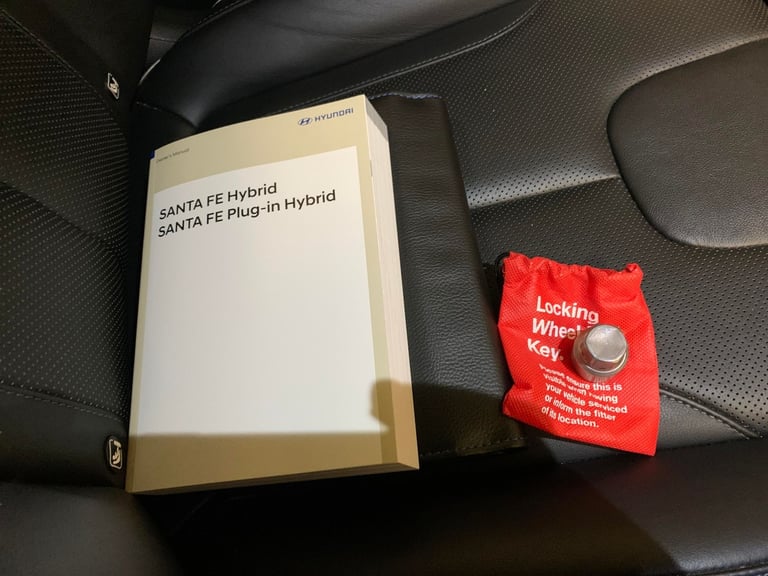 HYUNDAI
Owner's Manual
SANTA FE Hybrid
SANTA FE Plug-in Hybrid
Locking
Wheel
Key.
Please ensure this is
visible when having
your vehicle serviced
or inform the fitter
of its location.